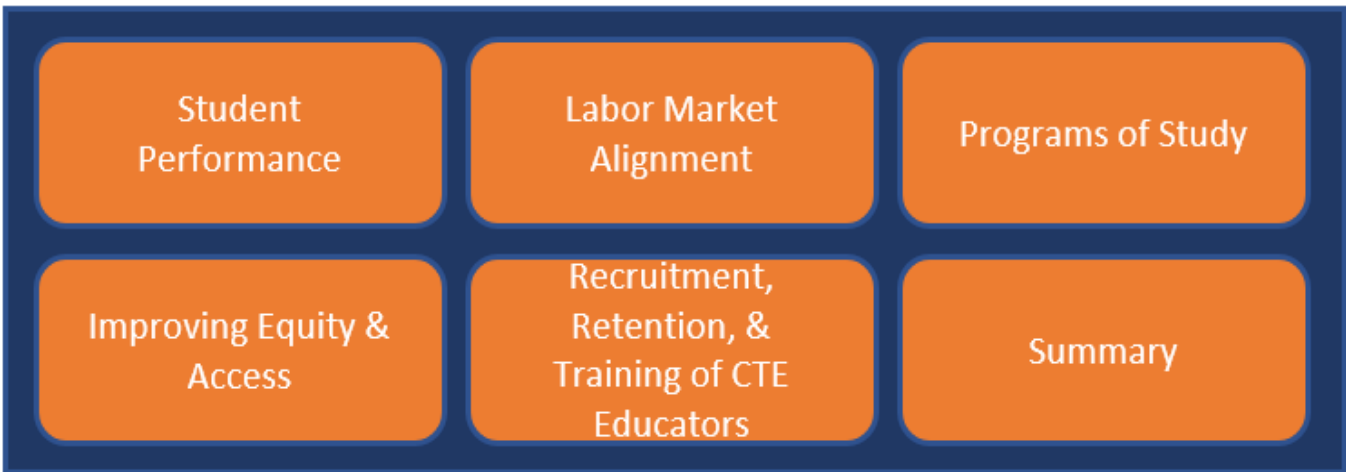 Student
Performance
Labor Market
Alignment
Programs of Study
Improving Equity &
Access
Recruitment,
Retention, &
Training of CTE
Educators
Summary